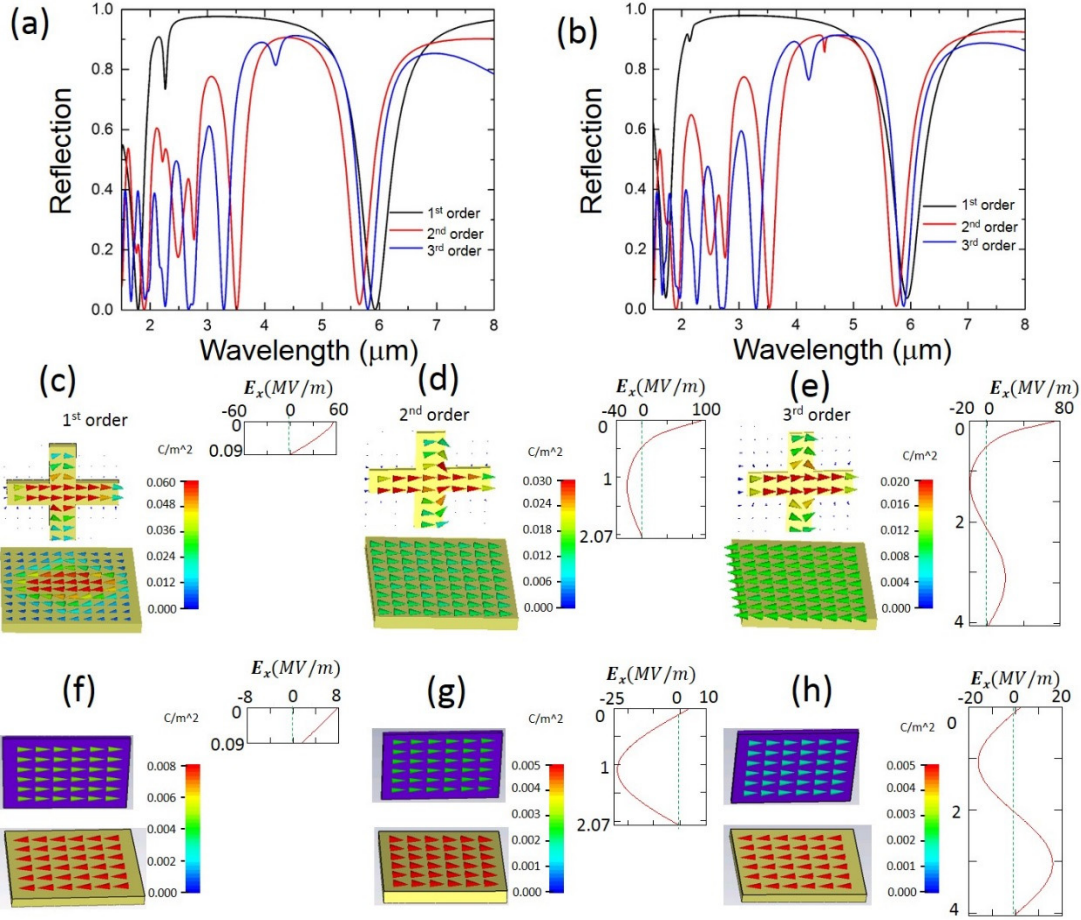 (a)
1.0
0.8
0.6
0.4
0.2
0.0
Reflection
2 3 4 5 6 7 8
Wavelength (μm)
1st order
2nd order
3rd order
(b)
1.0
0.8
0.6
0.4
0.2
0.0
Reflection
2 3 4 5 6 7 8
Wavelength (μm)
1st order
2nd order
3rd order
(c)
1st order
C/m^2
0.060
0.048
0.036
0.024
0.012
0.000
Ex(MV/m)
-60 0 60
0
0.09
(d)
2nd order
C/m^2
0.030
0.024
0.018
0.012
0.006
0.000
Ex(MV/m)
-40 0 100
0
1
2.07
(e)
3rd order
C/m^2
0.020
0.016
0.012
0.008
0.004
0.000
Ex(MV/m)
-20 0 80
0
2
4
(f)
C/m^2
0.008
0.006
0.004
0.002
0.000
Ex(MV/m)
-8 0 8
0
0.09
(g)
C/m^2
0.005
0.004
0.003
0.002
0.001
0.000
Ex(MV/m)
-25 0 10
0
1
2.07
(h)
C/m^2
0.005
0.004
0.003
0.002
0.001
0.000
Ex(MV/m)
-20 0 20
0
2
4